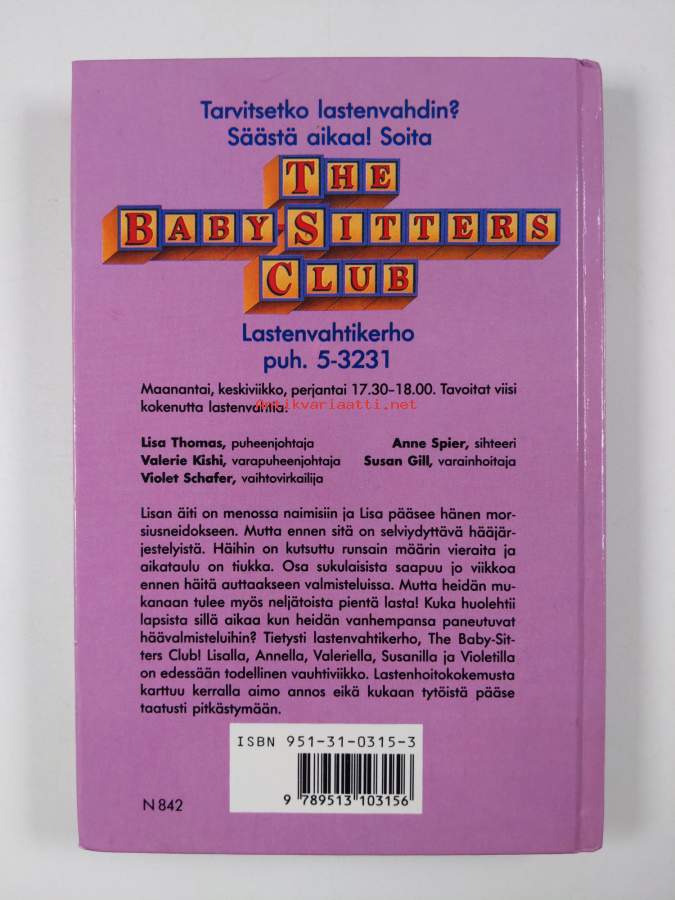 Tarvitsetko lastenvahdin?
Säästä aikaa! Soita
THE
BABY-SITTERS
CLUB
Lastenvahtikerho
puh. 5-3231
Maanantai, keskiviikko, perjantai 17.30–18.00. Tavoitat viisi
antikvariaatti.net
kokenutta lastenvahtia:
Lisa Thomas, puheenjohtaja Anne Spier, sihteeri
Valerie Kishi, varapuheenjohtaja Susan Gill, varainhoitaja
Violet Schafer, vaihtovirkailija
Lisan äiti on menossa naimisiin ja Lisa pääsee hänen mor-
siusneidokseen. Mutta ennen sitä on selviydyttävä hääjär-
jestelyistä. Häihin on kutsuttu runsain määrin vieraita ja
aikataulu on tiukka. Osa sukulaisista saapuu jo viikkoa
ennen häitä auttaakseen valmisteluissa. Mutta heidän mu-
kanaan tulee myös neljätoista pientä lasta! Kuka huolehtii
lapsista sillä aikaa kun heidän vanhempansa paneutuvat
häävalmisteluihin? Tietysti lastenvahtikerho, The Baby-Sit-
ters Club! Lisalla, Annella, Valeriella, Susanilla ja Violetilla
on edessään todellinen vauhtiviikko. Lastenhoitokokemusta
karttuu kerralla aimo annos eikä kukaan tytöistä pääse
taatusti pitkästymään.
ISBN 951-31-0315-3
9 789513 103156
N 842